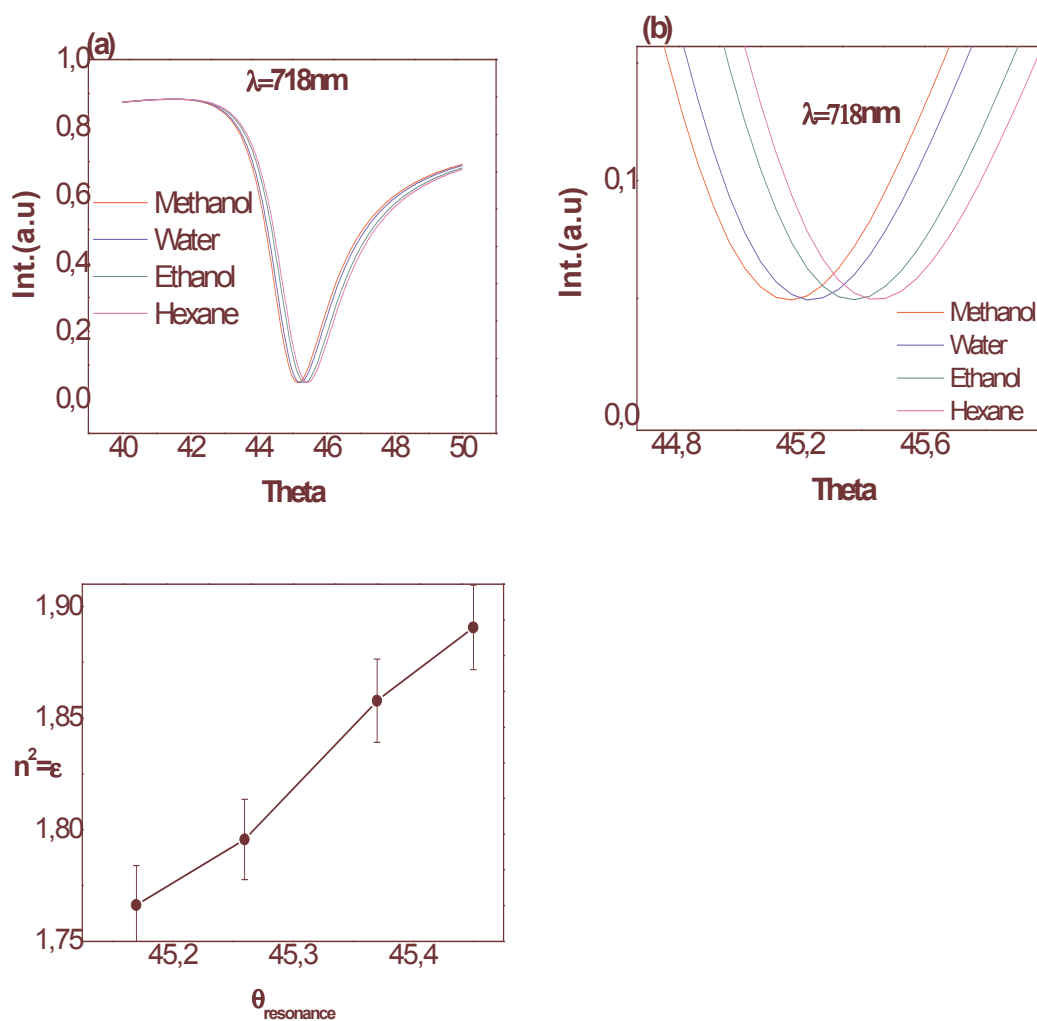 (a)
λ=718nm
1,0
0,8
0,6
0,4
0,2
0,0
Int.(a.u)
Methanol
Water
Ethanol
Hexane
40 42 44 46 48 50
Theta
(b)
λ=718nm
0,1
0,0
Int.(a.u)
Methanol
Water
Ethanol
Hexane
44,8 45,2 45,6
Theta
1,90
1,85
n²=ε
1,80
1,75
45,2 45,3 45,4
θresonance